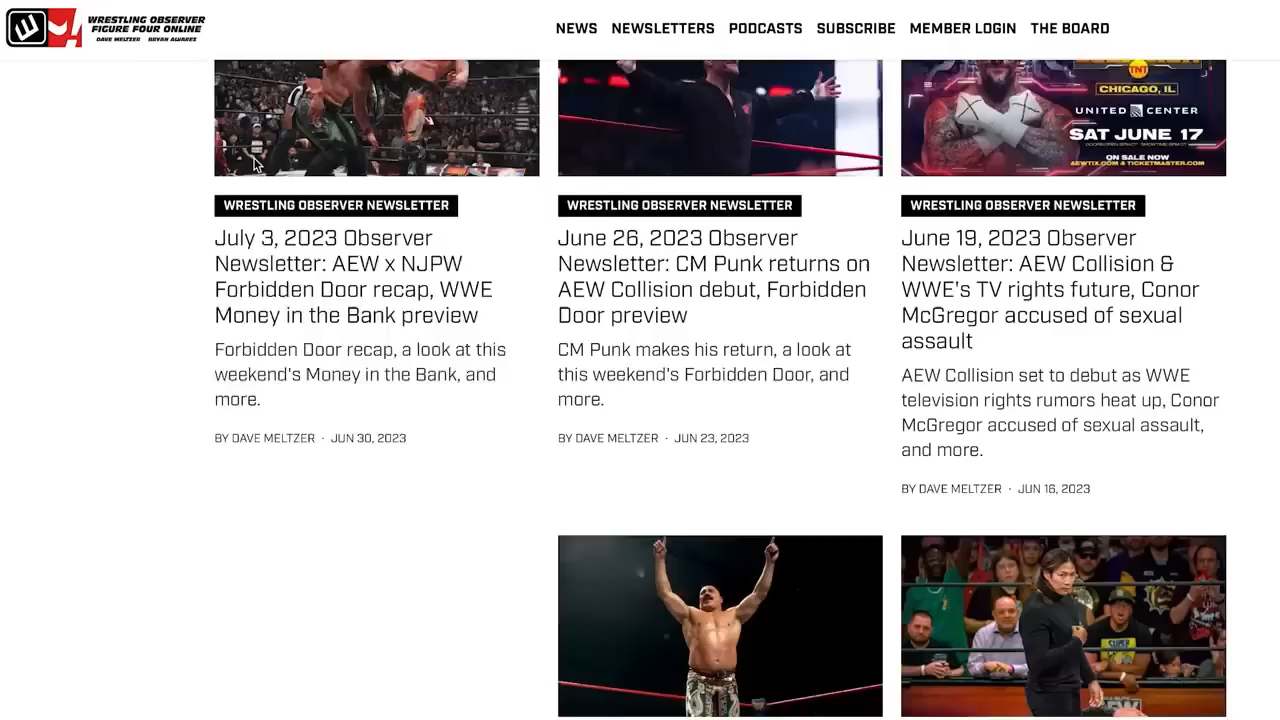 WRESTLING OBSERVER
FIGURE FOUR ONLINE
DAVE MELTZER BRYAN ALVAREZ
NEWS NEWSLETTERS PODCASTS SUBSCRIBE MEMBER LOGIN THE BOARD
TNT
CHICAGO, IL
UNITED CENTER
SAT JUNE 17
ON SALE NOW
AEWTIX.COM & TICKETMASTER.COM
WRESTLING OBSERVER NEWSLETTER
July 3, 2023 Observer
Newsletter: AEW x NJPW
Forbidden Door recap, WWE
Money in the Bank preview
Forbidden Door recap, a look at this
weekend's Money in the Bank, and
more.
BY DAVE MELTZER · JUN 30, 2023
WRESTLING OBSERVER NEWSLETTER
June 26, 2023 Observer
Newsletter: CM Punk returns on
AEW Collision debut, Forbidden
Door preview
CM Punk makes his return, a look at
this weekend's Forbidden Door, and
more.
BY DAVE MELTZER · JUN 23, 2023
WRESTLING OBSERVER NEWSLETTER
June 19, 2023 Observer
Newsletter: AEW Collision &
WWE's TV rights future, Conor
McGregor accused of sexual
assault
AEW Collision set to debut as WWE
television rights rumors heat up, Conor
McGregor accused of sexual assault,
and more.
BY DAVE MELTZER · JUN 16, 2023